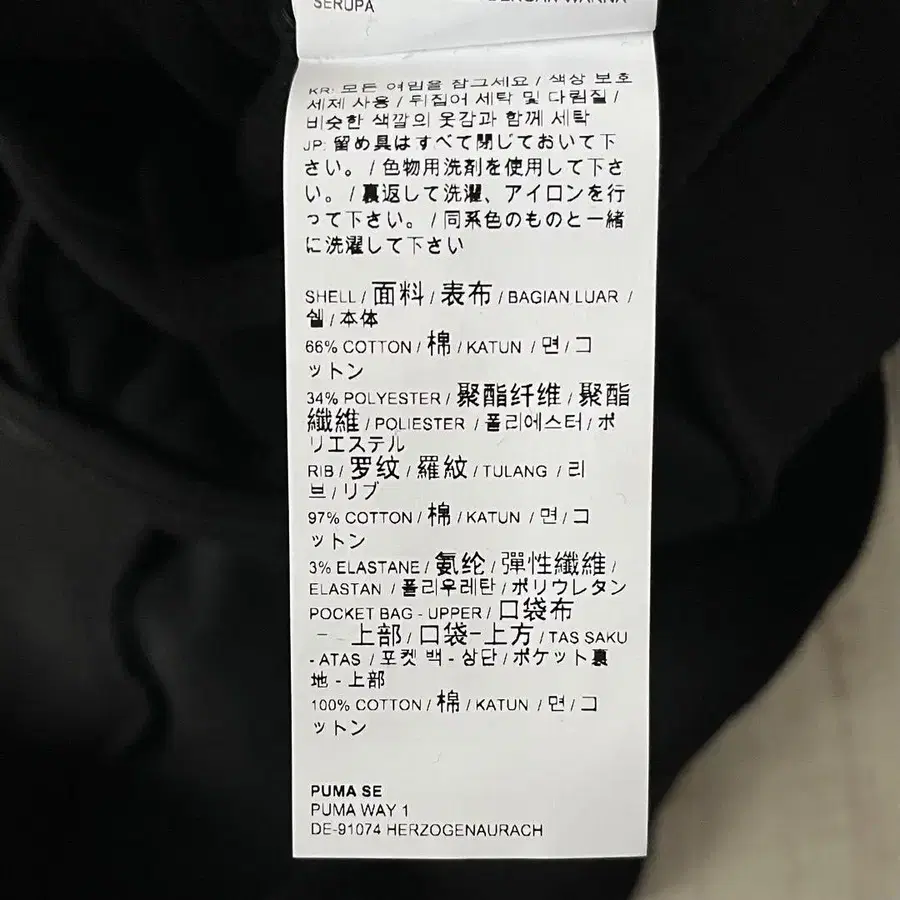 SERUPA
DENGAN WARNA
KR: 모든 여밈을 잠그세요 / 색상 보호
세제 사용 / 뒤집어 세탁 및 다림질 /
비슷한 색깔의 옷감과 함께 세탁
JP: 留め具はすべて閉じておいて下
さい。 / 色物用洗剤を使用して下さ
い。 / 裏返して洗濯、アイロンを行
って下さい。 / 同系色のものと一緒
に洗濯して下さい
SHELL / 面料 / 表布 / BAGIAN LUAR /
쉘 / 本体
66% COTTON / 棉 / KATUN / 면 / コ
ットン
34% POLYESTER / 聚酯纤维 / 聚酯
纖維 / POLIESTER / 폴리에스터 / ポ
リエステル
RIB / 罗纹 / 羅紋 / TULANG / 리
브 / リブ
97% COTTON / 棉 / KATUN / 면 / コ
ットン
3% ELASTANE / 氨纶 / 彈性纖維 /
ELASTAN / 폴리우레탄 / ポリウレタン
POCKET BAG - UPPER / 口袋布
- 上部 / 口袋-上方 / TAS SAKU
- ATAS / 포켓 백 - 상단 / ポケット裏
地 - 上部
100% COTTON / 棉 / KATUN / 면 / コ
ットン
PUMA SE
PUMA WAY 1
DE-91074 HERZOGENAURACH